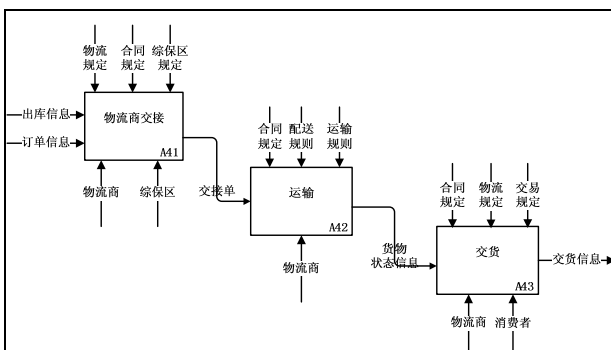 物流
规定
合同
规定
综保区
规定
出库信息
订单信息
物流商交接
A41
物流商
综保区
交接单
合同
规定
配送
规则
运输
规则
运输
A42
物流商
货物
状态信息
合同
规定
物流
规定
交易
规定
交货
A43
交货信息
物流商
消费者